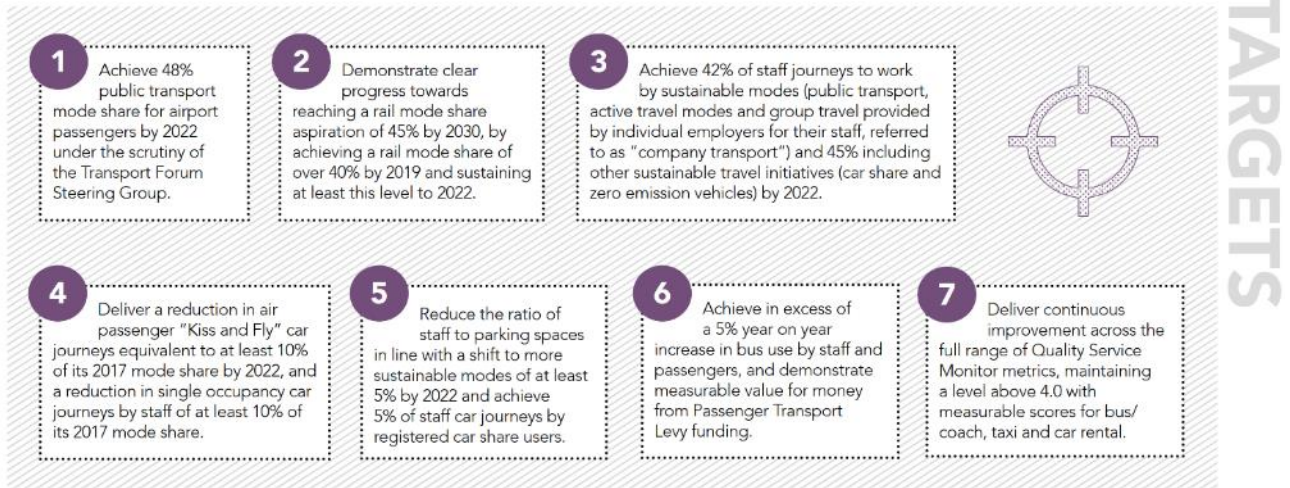 1
Achieve 48%
public transport
mode share for airport
passengers by 2022
under the scrutiny of
the Transport Forum
Steering Group.
2
Demonstrate clear
progress towards
reaching a rail mode share
aspiration of 45% by 2030, by
achieving a rail mode share of
over 40% by 2019 and sustaining
at least this level to 2022.
3
Achieve 42% of staff journeys to work
by sustainable modes (public transport,
active travel modes and group travel provided
by individual employers for their staff, referred
to as “company transport”) and 45% including
other sustainable travel initiatives (car share and
zero emission vehicles) by 2022.
TARGETS
4
Deliver a reduction in air
passenger “Kiss and Fly” car
journeys equivalent to at least 10%
of its 2017 mode share by 2022, and
a reduction in single occupancy car
journeys by staff of at least 10% of
its 2017 mode share.
5
Reduce the ratio of
staff to parking spaces
in line with a shift to more
sustainable modes of at least
5% by 2022 and achieve
5% of staff car journeys by
registered car share users.
6
Achieve in excess of
a 5% year on year
increase in bus use by staff and
passengers, and demonstrate
measurable value for money
from Passenger Transport
Levy funding.
7
Deliver continuous
improvement across the
full range of Quality Service
Monitor metrics, maintaining
a level above 4.0 with
measurable scores for bus/
coach, taxi and car rental.